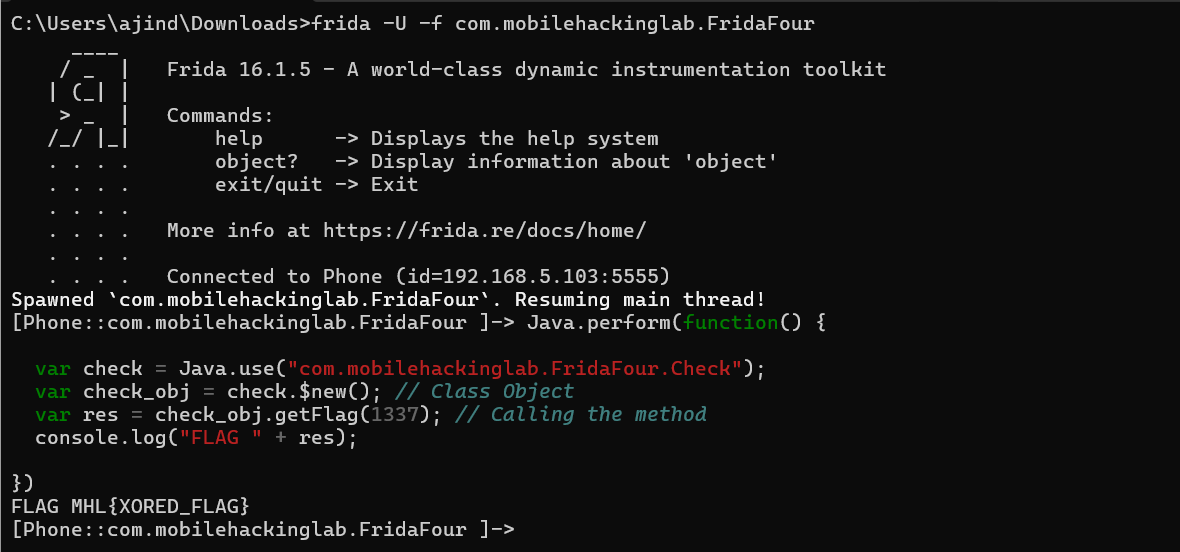 C:\Users\ajind\Downloads>frida -U -f com.mobilehackinglab.FridaFour
     ____
    / _  |   Frida 16.1.5 - A world-class dynamic instrumentation toolkit
   | (_| |
    > _  |   Commands:
   /_/ |_|       help      -> Displays the help system
   . . . .       object?   -> Display information about 'object'
   . . . .       exit/quit -> Exit
   . . . .
   . . . .   More info at https://frida.re/docs/home/
   . . . .
   . . . .   Connected to Phone (id=192.168.5.103:5555)
Spawned `com.mobilehackinglab.FridaFour`. Resuming main thread!
[Phone::com.mobilehackinglab.FridaFour ]-> Java.perform(function() {
  var check = Java.use("com.mobilehackinglab.FridaFour.Check");
  var check_obj = check.$new(); // Class Object
  var res = check_obj.getFlag(1337); // Calling the method
  console.log("FLAG " + res);
})
FLAG MHL{XORED_FLAG}
[Phone::com.mobilehackinglab.FridaFour ]->